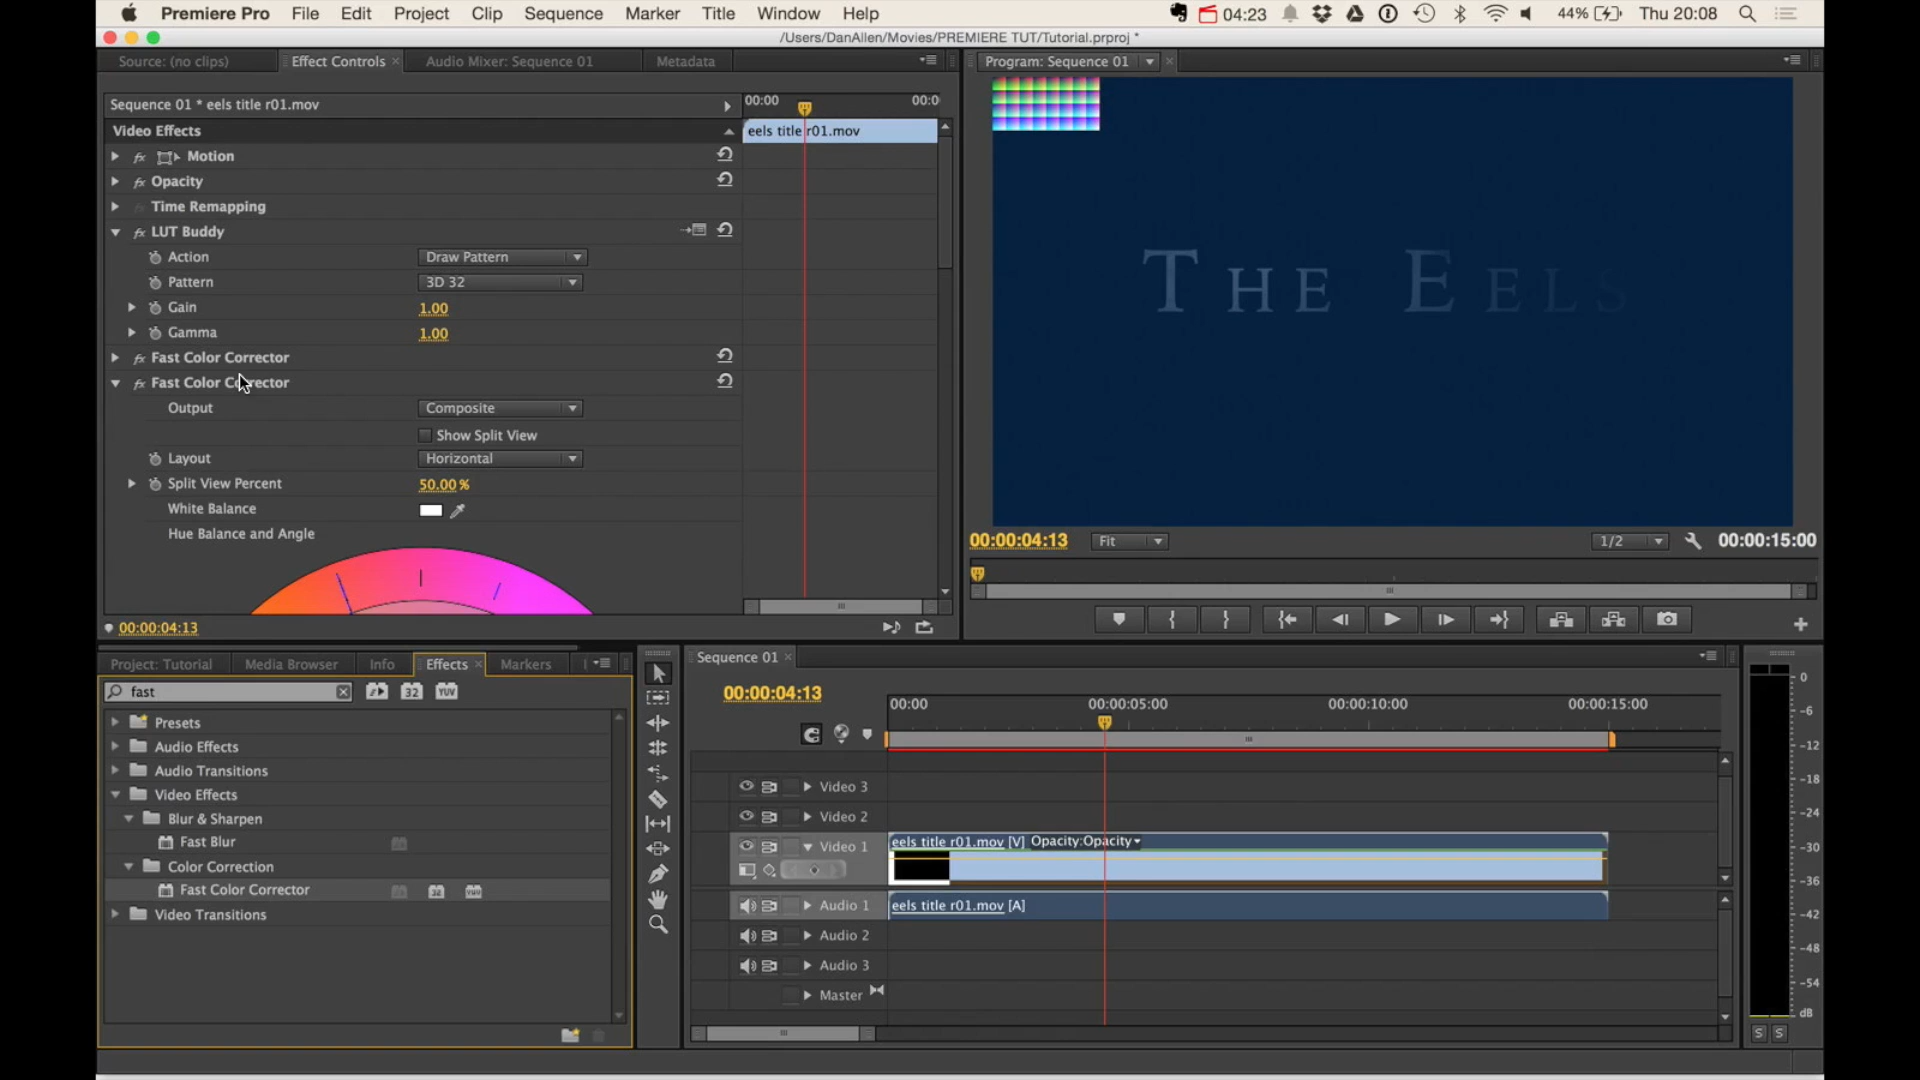 Premiere Pro File Edit Project Clip Sequence Marker Title Window Help 04:23 44% Thu 20:08
/Users/DanAllen/Movies/PREMIERE TUT/Tutorial.prproj *
Source: (no clips) Effect Controls × Audio Mixer: Sequence 01 Metadata
Program: Sequence 01 ×
Sequence 01 * eels title r01.mov
00:00 00:0
Video Effects
eels title r01.mov
fx Motion
fx Opacity
Time Remapping
fx LUT Buddy
Action Draw Pattern
Pattern 3D 32
Gain 1.00
Gamma 1.00
fx Fast Color Corrector
fx Fast Color Corrector
Output Composite
Show Split View
Layout Horizontal
Split View Percent 50.00 %
White Balance
Hue Balance and Angle
00:00:04:13
THE EELS
00:00:04:13 Fit 1/2 00:00:15:00
Project: Tutorial Media Browser Info Effects × Markers
fast 32 YUV
Presets
Audio Effects
Audio Transitions
Video Effects
Blur & Sharpen
Fast Blur
Color Correction
Fast Color Corrector 32 YUV
Video Transitions
Sequence 01 ×
00:00:04:13
00:00 00:00:05:00 00:00:10:00 00:00:15:00
Video 3
Video 2
Video 1
eels title r01.mov [V] Opacity:Opacity
Audio 1 eels title r01.mov [A]
Audio 2
Audio 3
Master
0
-6
-12
-18
-24
-30
-36
-42
-48
-54
dB
S S